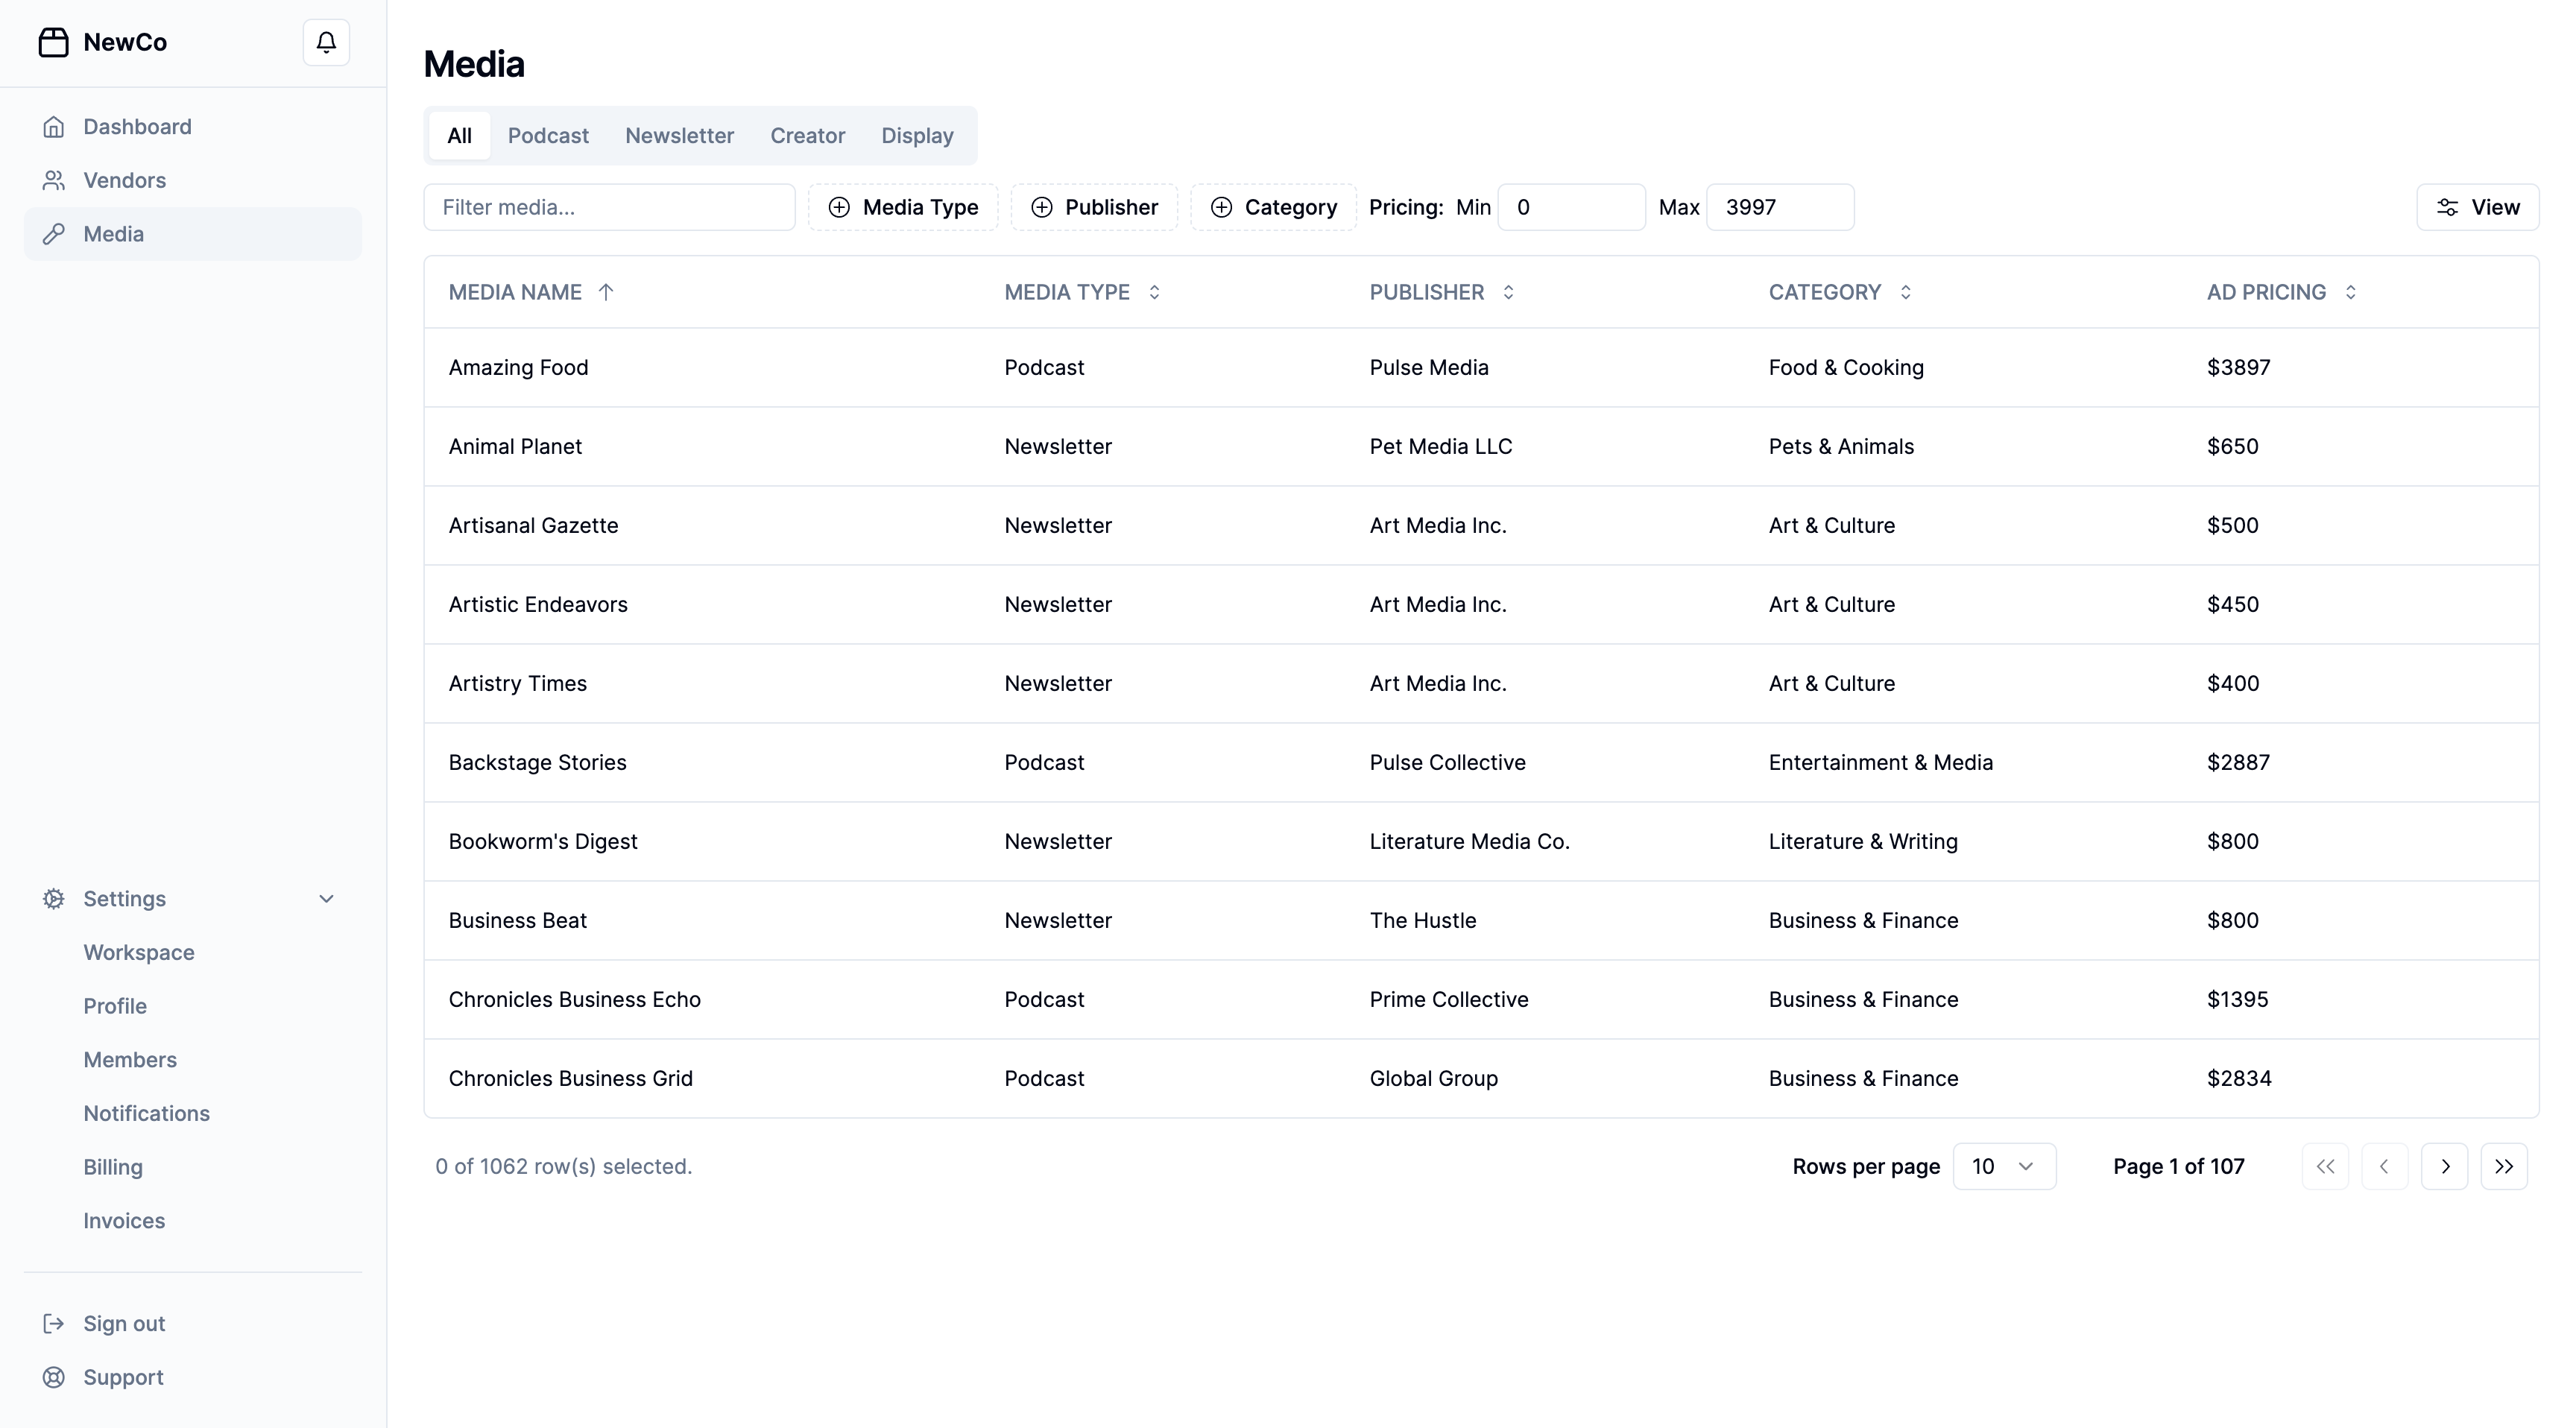 NewCo
Dashboard
Vendors
Media
Settings
Workspace
Profile
Members
Notifications
Billing
Invoices
Sign out
Support
Media
All Podcast Newsletter Creator Display
Filter media... Media Type Publisher Category Pricing: Min 0 Max 3997 View
MEDIA NAME MEDIA TYPE PUBLISHER CATEGORY AD PRICING
Amazing Food Podcast Pulse Media Food & Cooking $3897
Animal Planet Newsletter Pet Media LLC Pets & Animals $650
Artisanal Gazette Newsletter Art Media Inc. Art & Culture $500
Artistic Endeavors Newsletter Art Media Inc. Art & Culture $450
Artistry Times Newsletter Art Media Inc. Art & Culture $400
Backstage Stories Podcast Pulse Collective Entertainment & Media $2887
Bookworm's Digest Newsletter Literature Media Co. Literature & Writing $800
Business Beat Newsletter The Hustle Business & Finance $800
Chronicles Business Echo Podcast Prime Collective Business & Finance $1395
Chronicles Business Grid Podcast Global Group Business & Finance $2834
0 of 1062 row(s) selected. Rows per page 10 Page 1 of 107